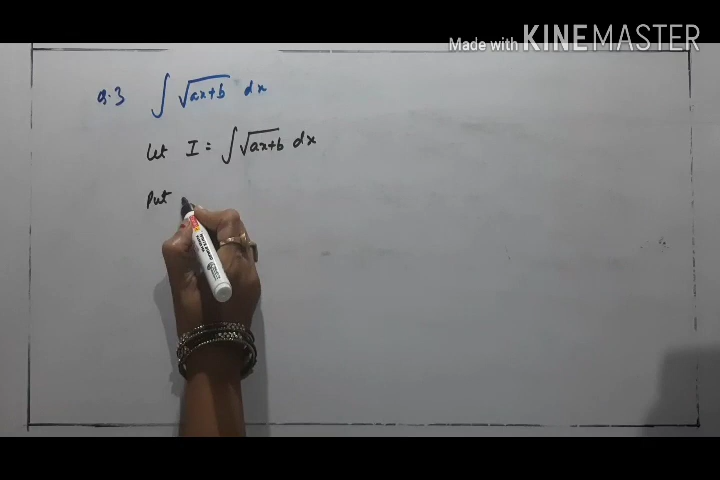 Made with KINEMASTER
Q.3 ∫ √ax+b dx
Let I = ∫ √ax+b dx
Put